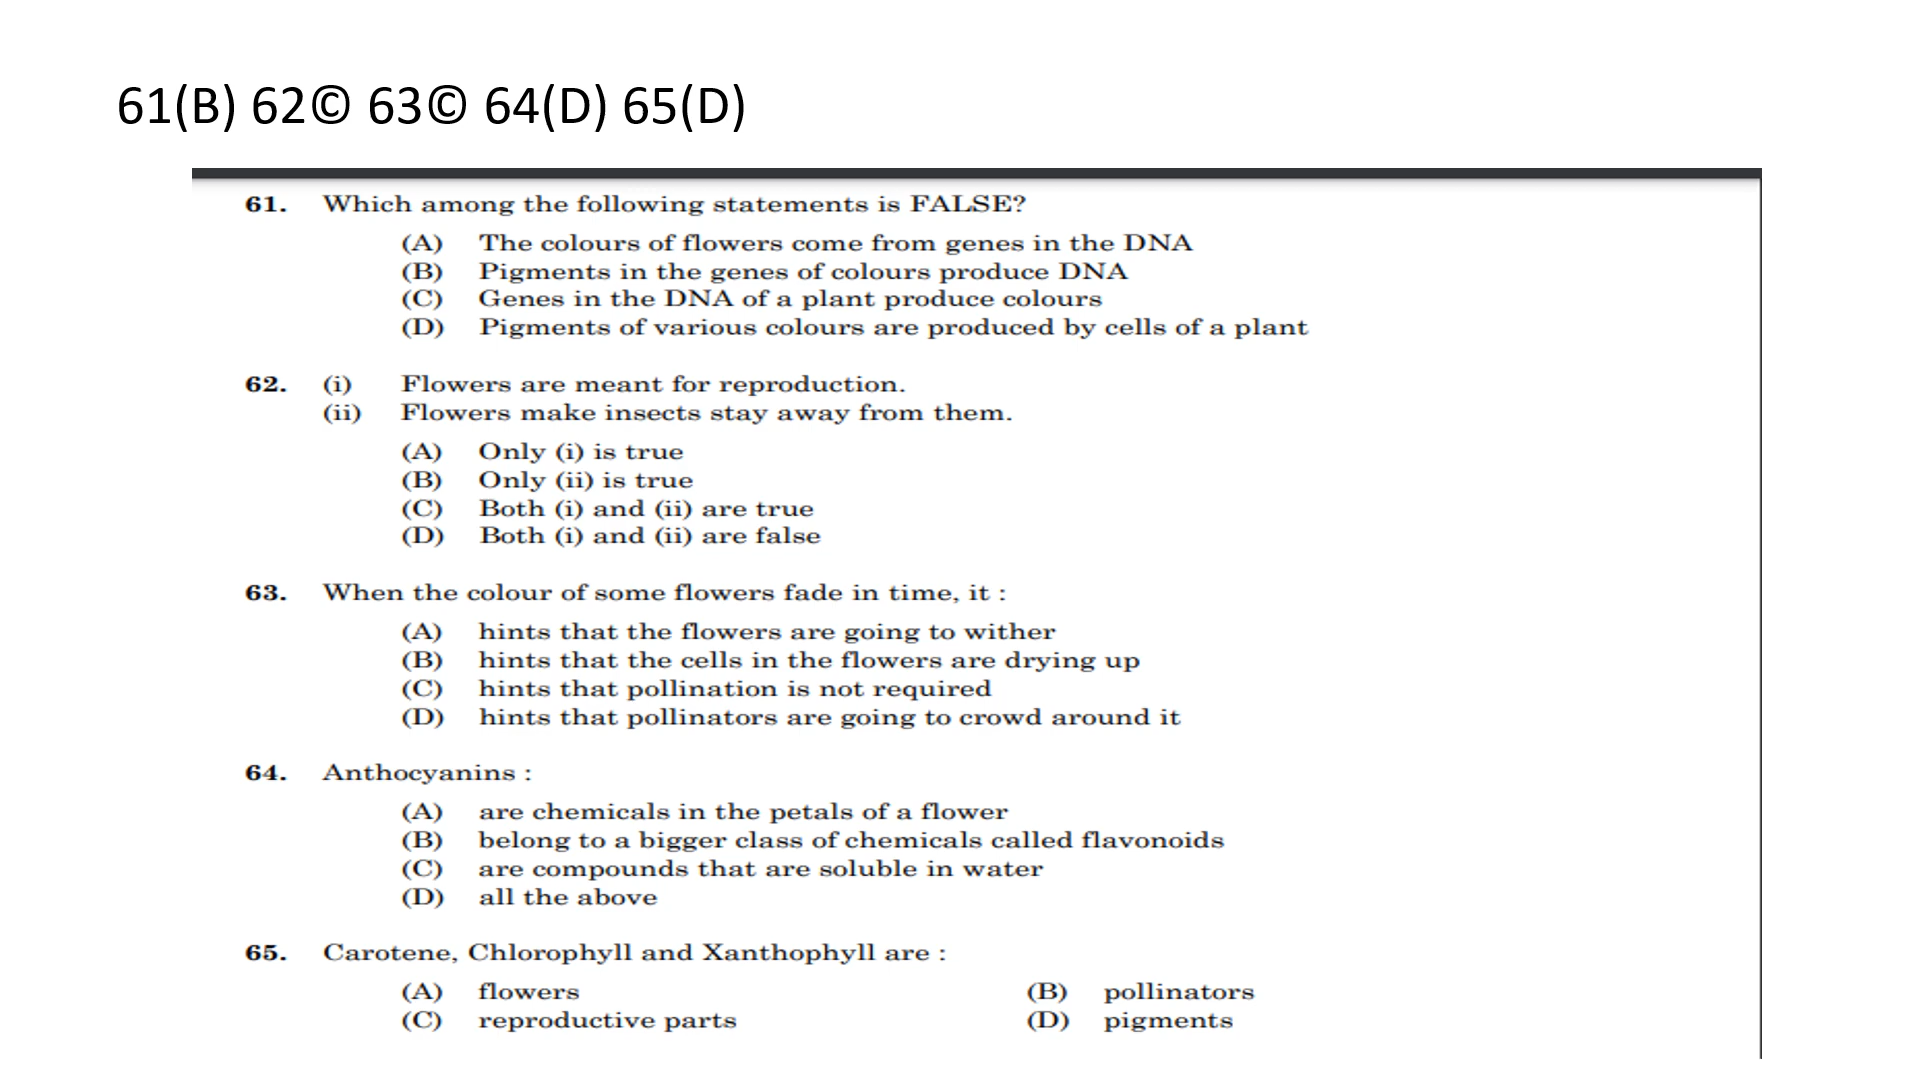 61(B) 62© 63© 64(D) 65(D)
61. Which among the following statements is FALSE?
(A) The colours of flowers come from genes in the DNA
(B) Pigments in the genes of colours produce DNA
(C) Genes in the DNA of a plant produce colours
(D) Pigments of various colours are produced by cells of a plant
62. (i) Flowers are meant for reproduction.
(ii) Flowers make insects stay away from them.
(A) Only (i) is true
(B) Only (ii) is true
(C) Both (i) and (ii) are true
(D) Both (i) and (ii) are false
63. When the colour of some flowers fade in time, it :
(A) hints that the flowers are going to wither
(B) hints that the cells in the flowers are drying up
(C) hints that pollination is not required
(D) hints that pollinators are going to crowd around it
64. Anthocyanins :
(A) are chemicals in the petals of a flower
(B) belong to a bigger class of chemicals called flavonoids
(C) are compounds that are soluble in water
(D) all the above
65. Carotene, Chlorophyll and Xanthophyll are :
(A) flowers (B) pollinators
(C) reproductive parts (D) pigments